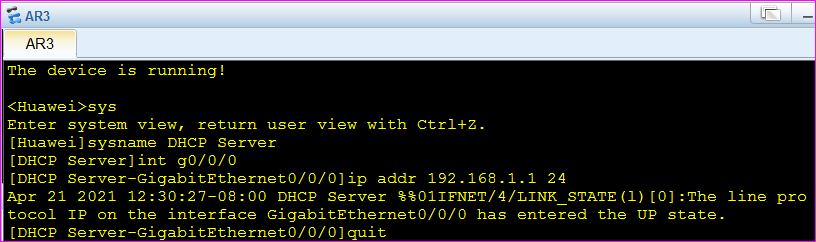 AR3
AR3
The device is running!
<Huawei>sys
Enter system view, return user view with Ctrl+Z.
[Huawei]sysname DHCP Server
[DHCP Server]int g0/0/0
[DHCP Server-GigabitEthernet0/0/0]ip addr 192.168.1.1 24
Apr 21 2021 12:30:27-08:00 DHCP Server %%01IFNET/4/LINK_STATE(l)[0]:The line pro
tocol IP on the interface GigabitEthernet0/0/0 has entered the UP state.
[DHCP Server-GigabitEthernet0/0/0]quit